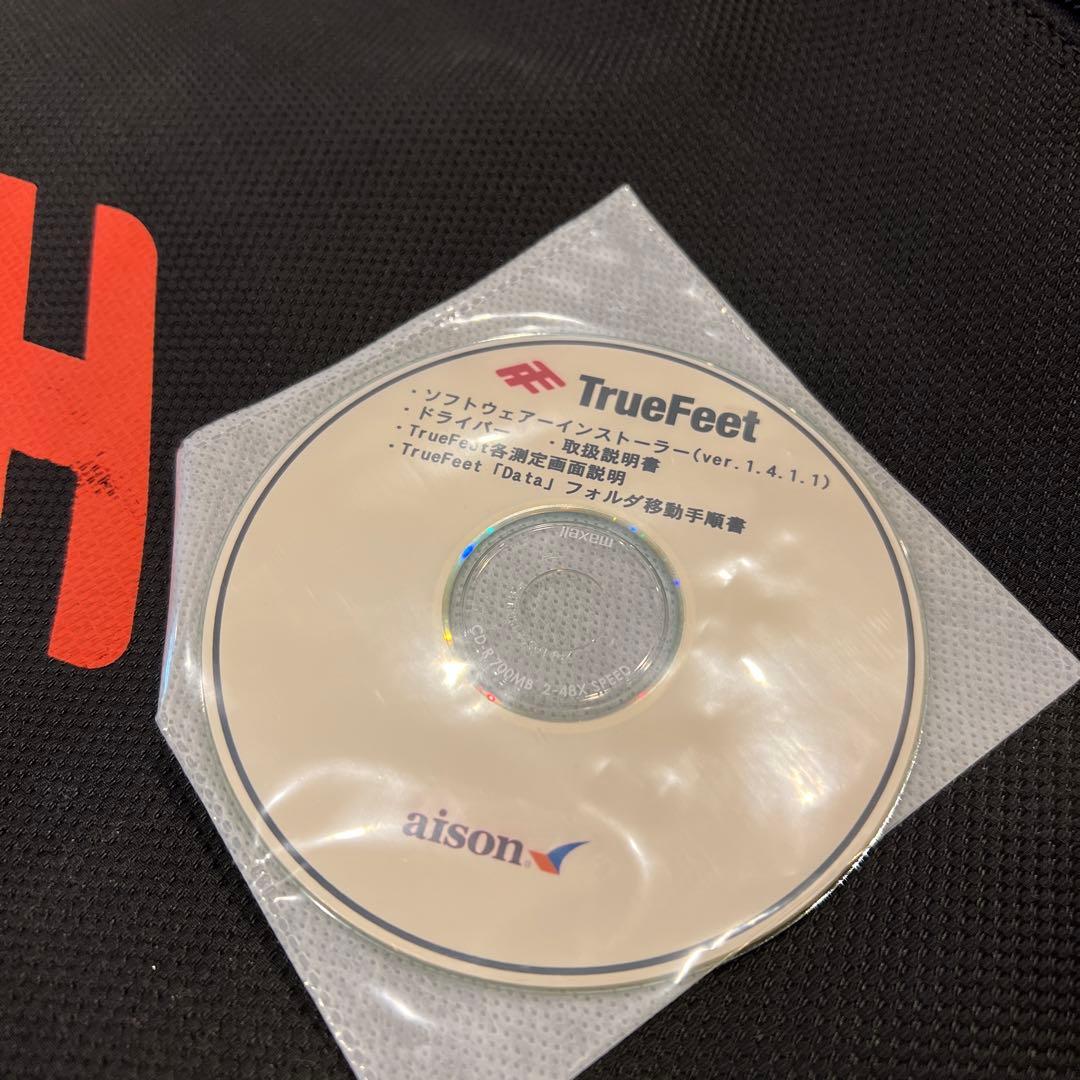 H
TrueFeet
・ソフトウェアーインストーラー(ver.1.4.1.1)
・ドライバー ・取扱説明書
・TrueFeet各測定画面説明
・TrueFeet「Data」フォルダ移動手順書
maxell
CD-R700MB 2-48X SPEED
aison